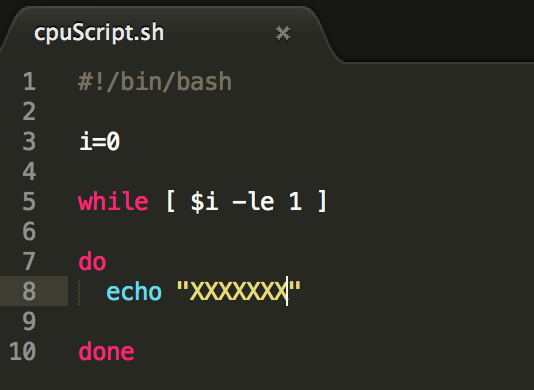 cpuScript.sh ×
1 #!/bin/bash
2
3 i=0
4
5 while [ $i -le 1 ]
6
7 do
8 echo "XXXXXXX"
9
10 done